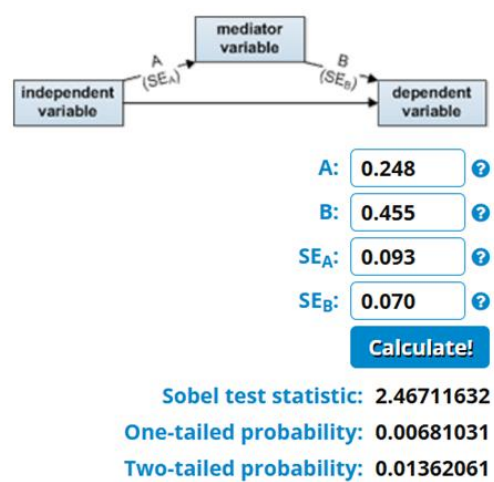 mediator
variable
A
(SEA)
B
(SEB)
independent
variable
dependent
variable
A: 0.248 ?
B: 0.455 ?
SEA: 0.093 ?
SEB: 0.070 ?
Calculate!
Sobel test statistic: 2.46711632
One-tailed probability: 0.00681031
Two-tailed probability: 0.01362061